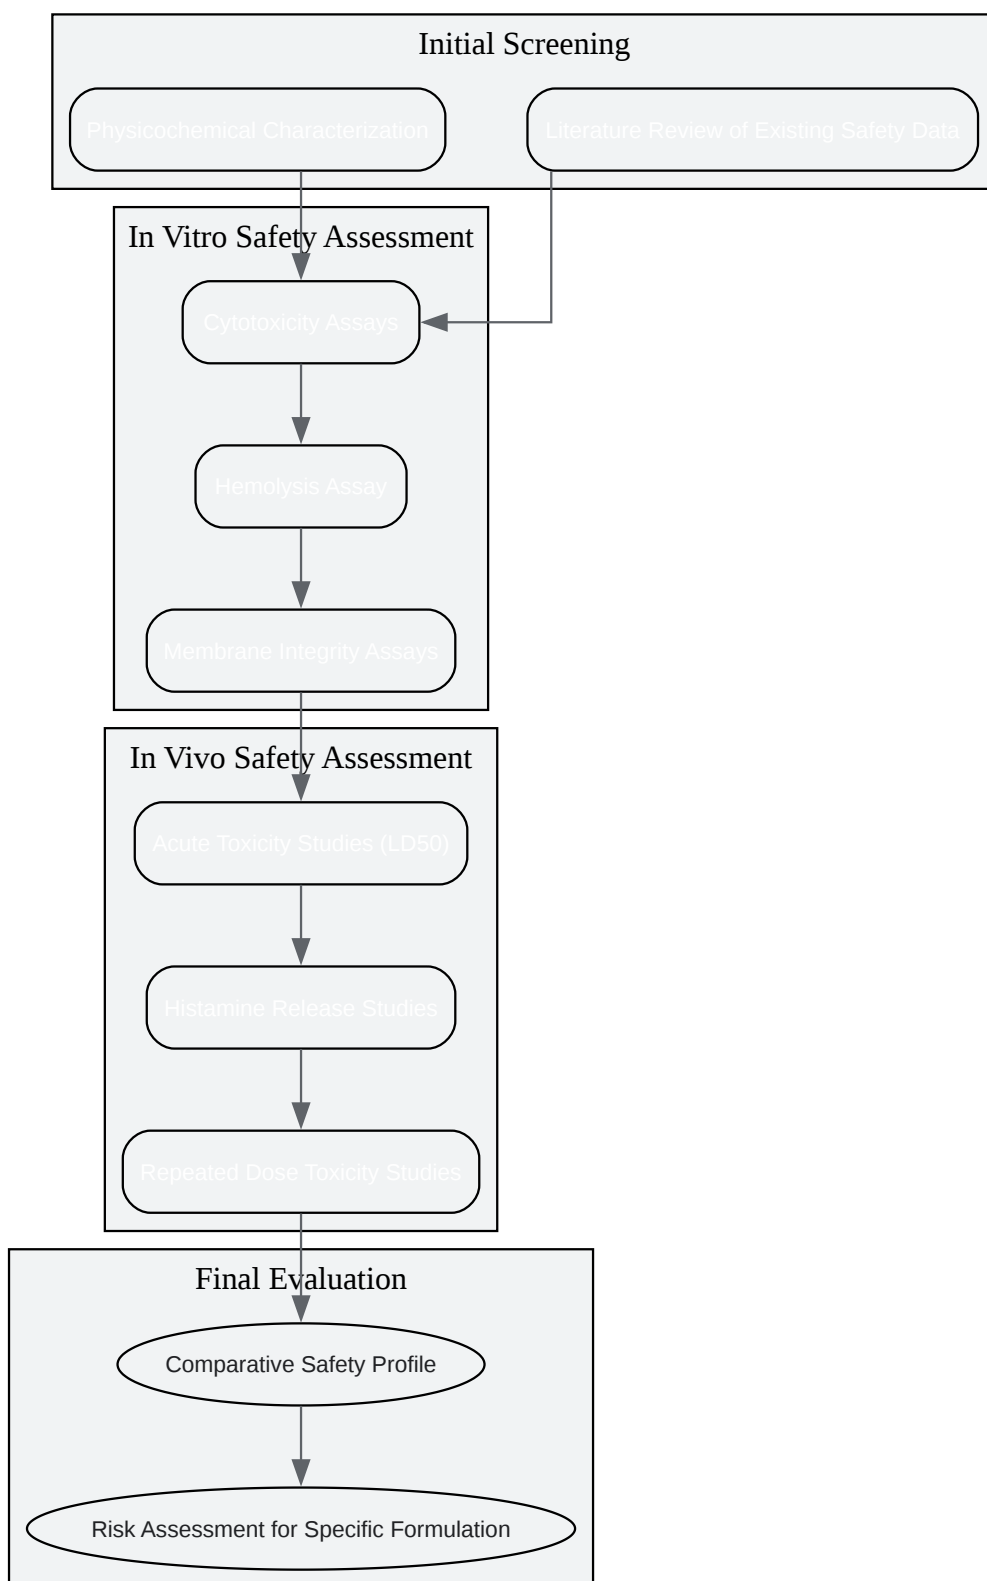 Initial Screening
Physicochemical Characterization
Literature Review of Existing Safety Data
In Vitro Safety Assessment
Cytotoxicity Assays
Hemolysis Assay
Membrane Integrity Assays
In Vivo Safety Assessment
Acute Toxicity Studies (LD50)
Histamine Release Studies
Repeated Dose Toxicity Studies
Final Evaluation
Comparative Safety Profile
Risk Assessment for Specific Formulation